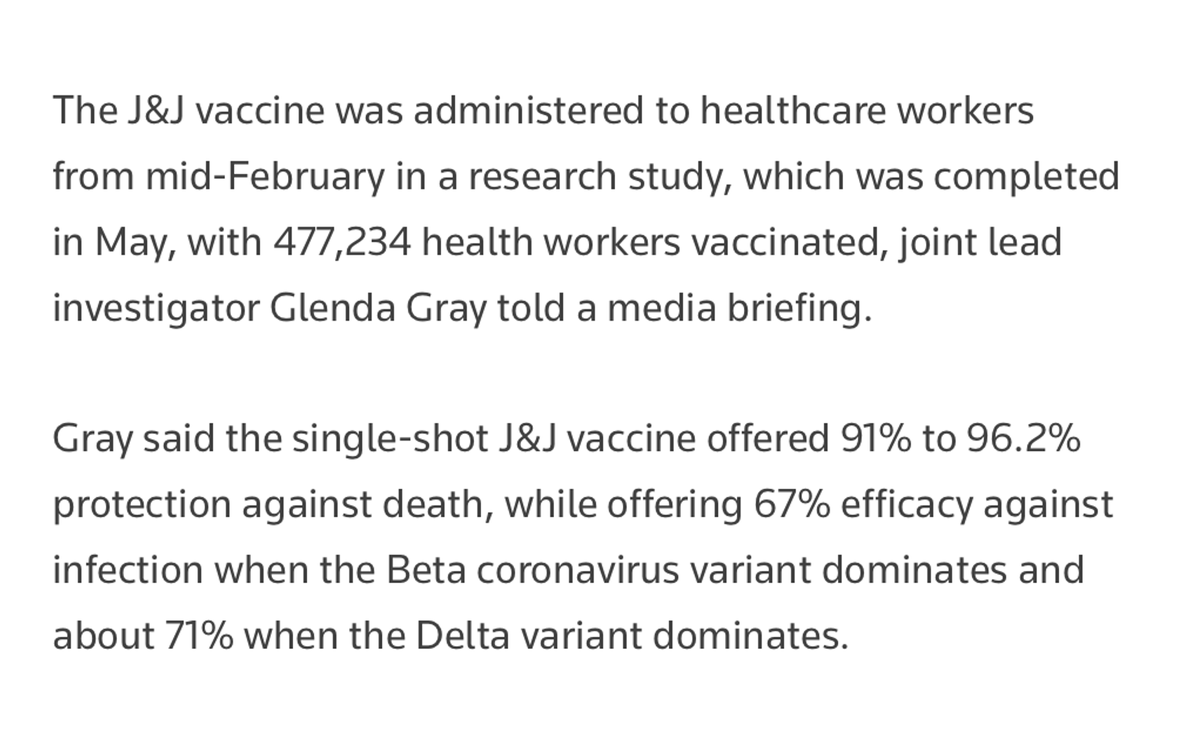 The J&J vaccine was administered to healthcare workers
from mid-February in a research study, which was completed
in May, with 477,234 health workers vaccinated, joint lead
investigator Glenda Gray told a media briefing.
Gray said the single-shot J&J vaccine offered 91% to 96.2%
protection against death, while offering 67% efficacy against
infection when the Beta coronavirus variant dominates and
about 71% when the Delta variant dominates.